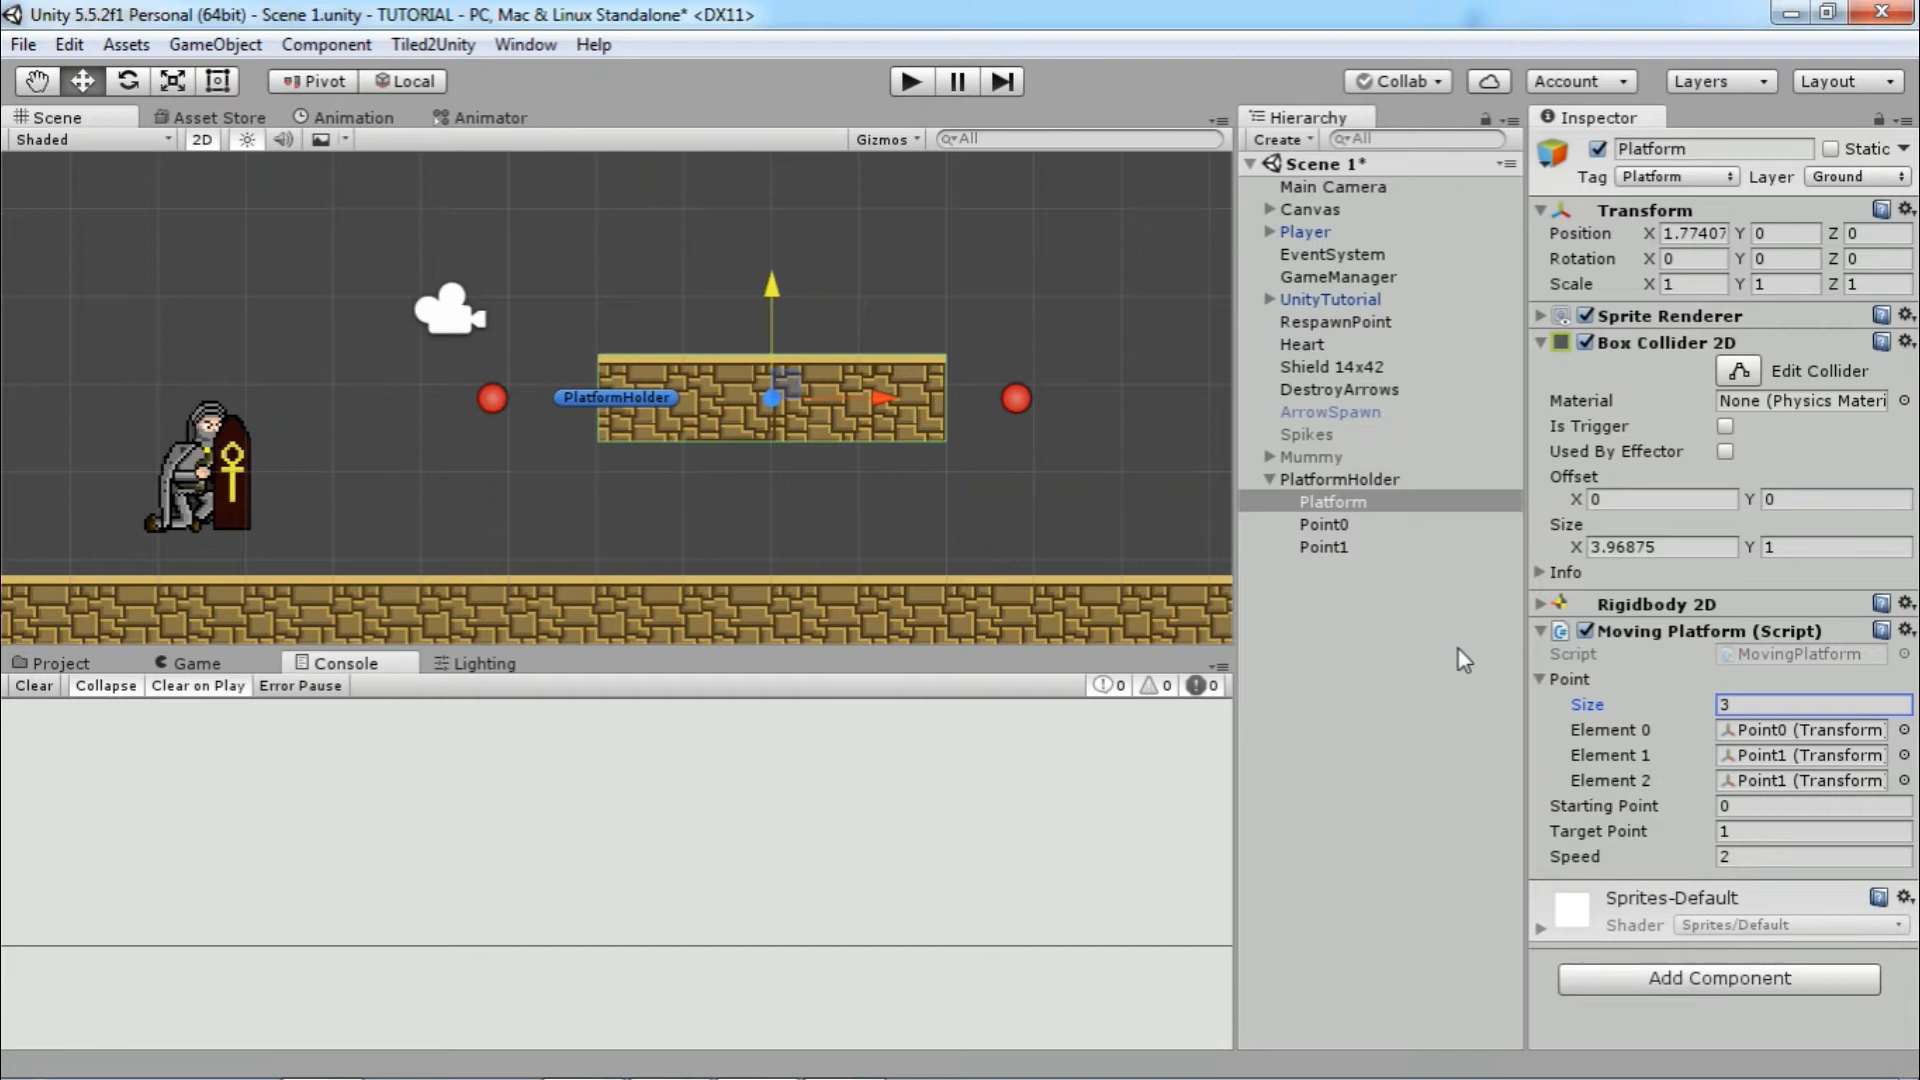 Unity 5.5.2f1 Personal (64bit) - Scene 1.unity - TUTORIAL - PC, Mac & Linux Standalone* <DX11>
File Edit Assets GameObject Component Tiled2Unity Window Help
Pivot Local Collab Account Layers Layout
Scene Asset Store Animation Animator
Shaded 2D Gizmos All
PlatformHolder
Project Game Console Lighting
Clear Collapse Clear on Play Error Pause 0 0 0
Hierarchy
Create All
Scene 1*
Main Camera
Canvas
Player
EventSystem
GameManager
UnityTutorial
RespawnPoint
Heart
Shield 14x42
DestroyArrows
ArrowSpawn
Spikes
Mummy
PlatformHolder
Platform
Point0
Point1
Inspector
Platform Static
Tag Platform Layer Ground
Transform
Position X 1.77407 Y 0 Z 0
Rotation X 0 Y 0 Z 0
Scale X 1 Y 1 Z 1
Sprite Renderer
Box Collider 2D
Edit Collider
Material None (Physics Materi
Is Trigger
Used By Effector
Offset
X 0 Y 0
Size
X 3.96875 Y 1
Info
Rigidbody 2D
Moving Platform (Script)
Script MovingPlatform
Point
Size 3
Element 0 Point0 (Transform)
Element 1 Point1 (Transform)
Element 2 Point1 (Transform)
Starting Point 0
Target Point 1
Speed 2
Sprites-Default
Shader Sprites/Default
Add Component